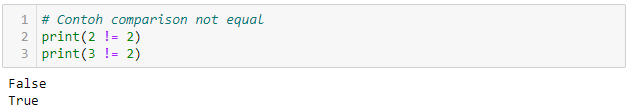 1 # Contoh comparison not equal
2 print(2 != 2)
3 print(3 != 2)
False
True